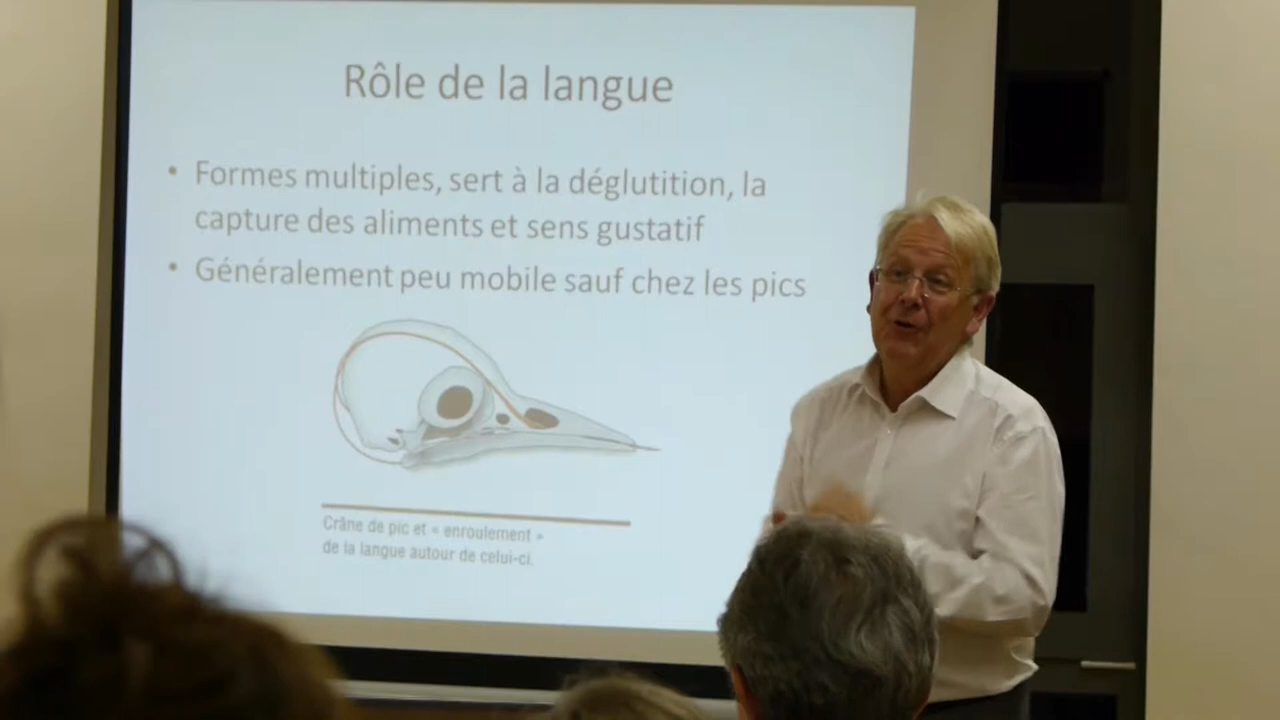 Rôle de la langue
• Formes multiples, sert à la déglutition, la
capture des aliments et sens gustatif
• Généralement peu mobile sauf chez les pics
Crâne de pic et « enroulement »
de la langue autour de celui-ci.